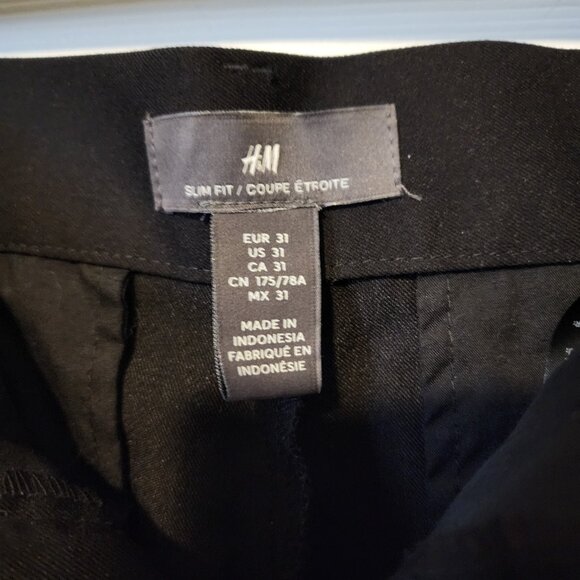 H&M
SLIM FIT / COUPE ÉTROITE
EUR 31
US 31
CA 31
CN 175/78A
MX 31
MADE IN
INDONESIA
FABRIQUÉ EN
INDONÉSIE